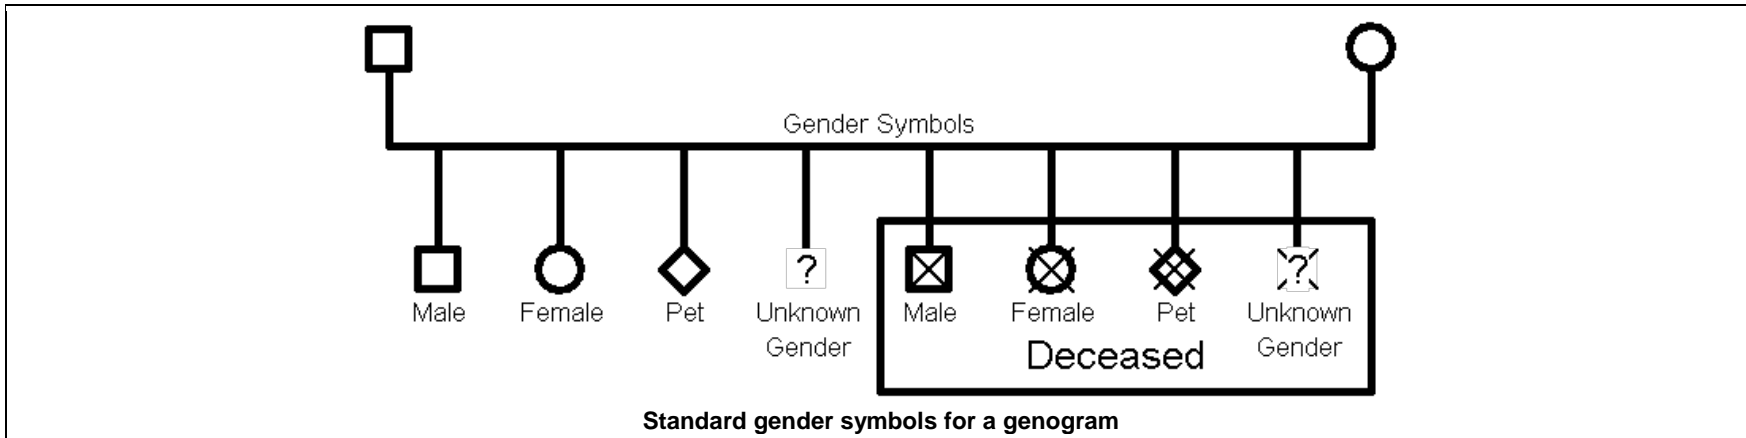 Gender Symbols
? ?
Male Female Pet Unknown Gender Male Female Pet Unknown Gender
Deceased
Standard gender symbols for a genogram